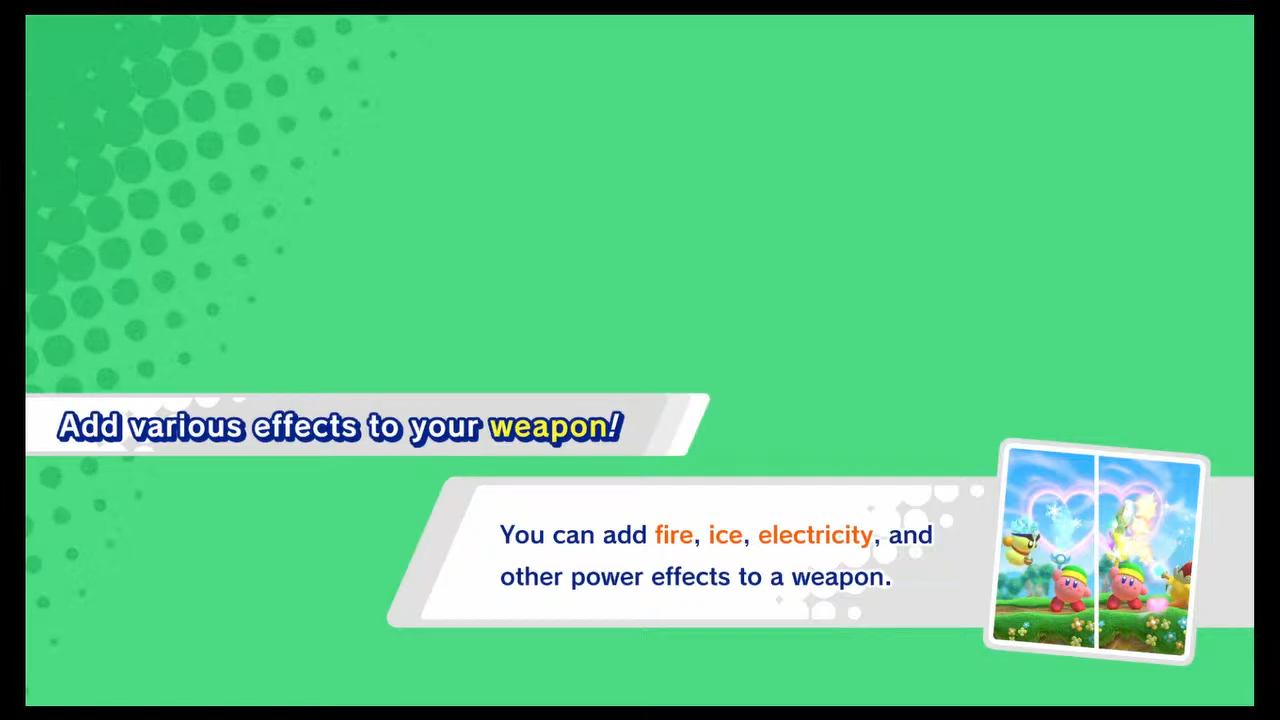 Add various effects to your weapon!
You can add fire, ice, electricity, and
other power effects to a weapon.